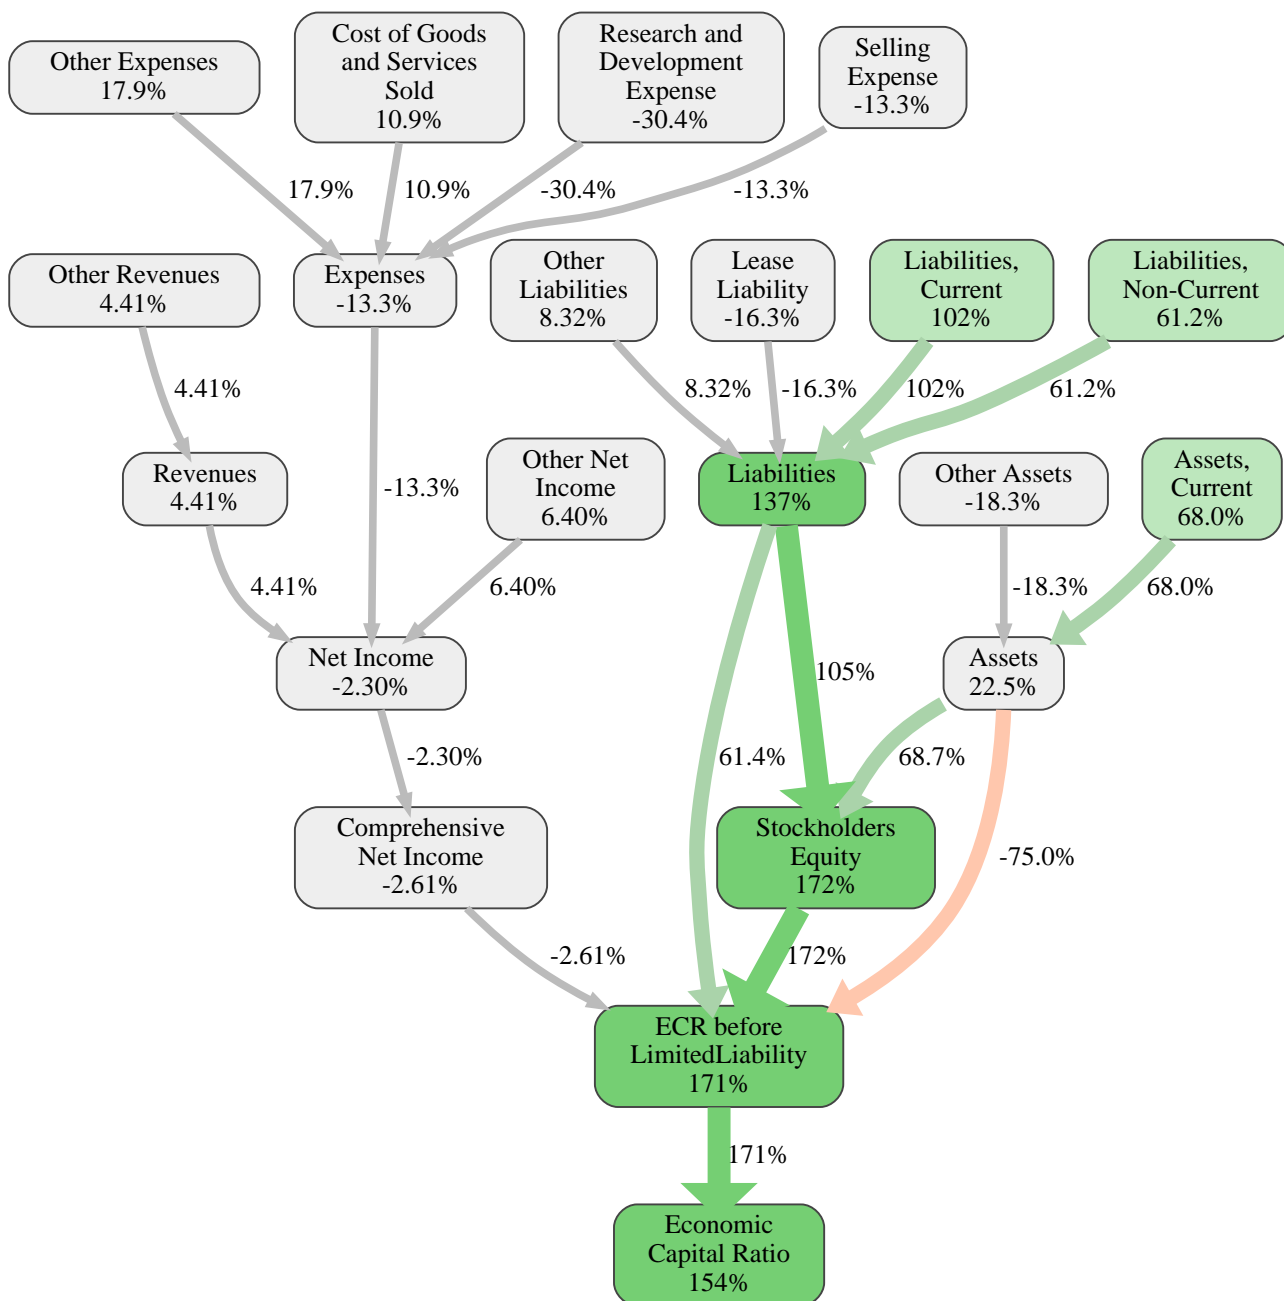 Other Expenses
17.9%
Cost of Goods
and Services
Sold
10.9%
Research and
Development
Expense
-30.4%
Selling
Expense
-13.3%
17.9%
10.9%
-30.4%
-13.3%
Other Revenues
4.41%
Expenses
-13.3%
Other
Liabilities
8.32%
Lease
Liability
-16.3%
Liabilities,
Current
102%
Liabilities,
Non-Current
61.2%
4.41%
8.32%
-16.3%
102%
61.2%
Revenues
4.41%
-13.3%
Other Net
Income
6.40%
Liabilities
137%
Other Assets
-18.3%
Assets,
Current
68.0%
4.41%
6.40%
-18.3%
68.0%
Net Income
-2.30%
105%
Assets
22.5%
-2.30%
61.4%
68.7%
Comprehensive
Net Income
-2.61%
Stockholders
Equity
172%
-75.0%
-2.61%
172%
ECR before
LimitedLiability
171%
171%
Economic
Capital Ratio
154%